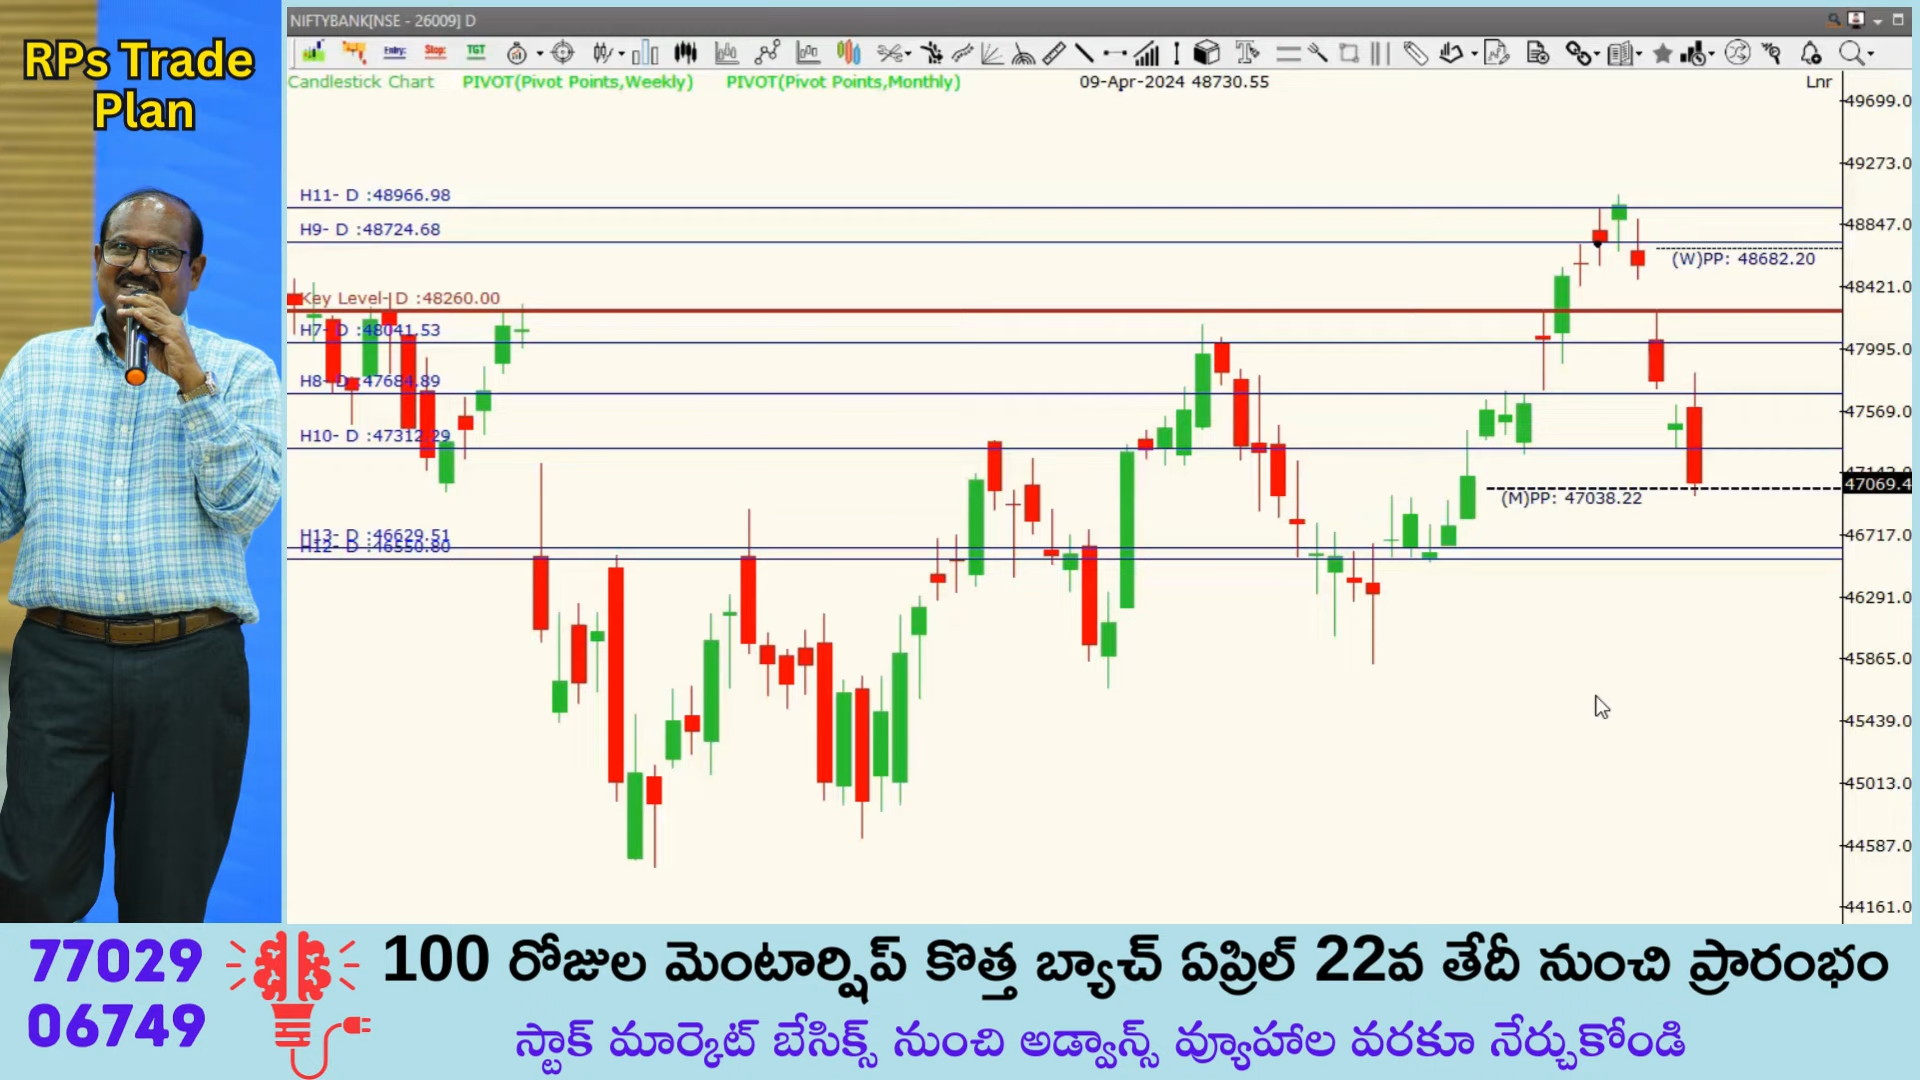 RPs Trade
Plan
NIFTYBANK[NSE - 26009] D
Entry:
Stop:
TGT
Candlestick Chart PIVOT(Pivot Points,Weekly) PIVOT(Pivot Points,Monthly) 09-Apr-2024 48730.55 Lnr
49699.0
49273.0
H11- D :48966.98
H9- D :48724.68
48847.0
(W)PP: 48682.20
48421.0
Key Level- D :48260.00
H7- D :48041.53
47995.0
H8- D :47684.89
47569.0
H10- D :47312.29
47069.4
(M)PP: 47038.22
H13- D :46629.51
H12- D :46550.80
46717.0
46291.0
45865.0
45439.0
45013.0
44587.0
44161.0
77029
06749
100 రోజుల మెంటార్షిప్ కొత్త బ్యాచ్ ఏప్రిల్ 22వ తేదీ నుంచి ప్రారంభం
స్టాక్ మార్కెట్ బేసిక్స్ నుంచి అడ్వాన్స్ వ్యూహాల వరకూ నేర్చుకోండి